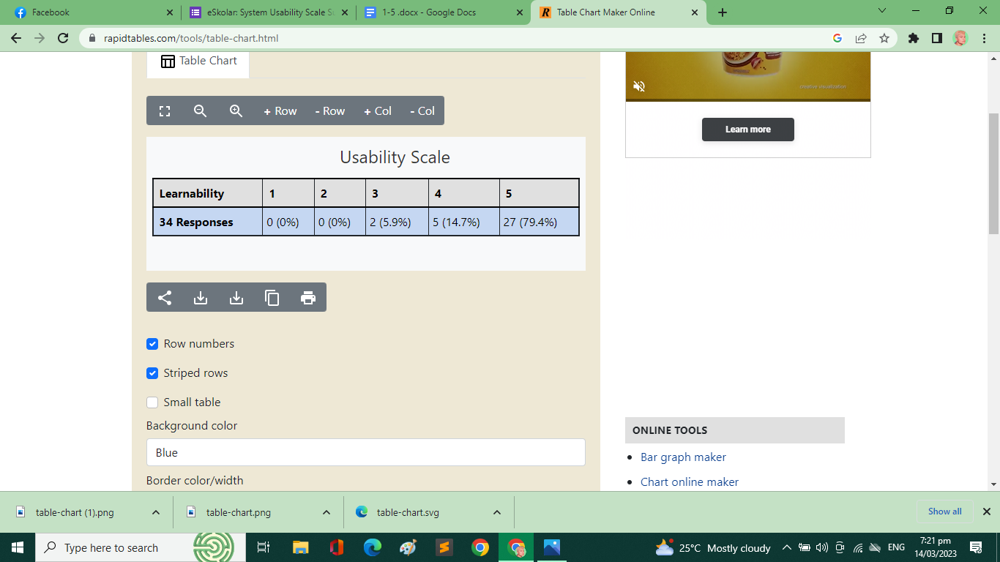 Facebook
eSkolar: System Usability Scale Su
1-5 .docx - Google Docs
Table Chart Maker Online
rapidtables.com/tools/table-chart.html
Table Chart
+ Row - Row + Col - Col
Usability Scale
Learnability 1 2 3 4 5
34 Responses 0 (0%) 0 (0%) 2 (5.9%) 5 (14.7%) 27 (79.4%)
Row numbers
Striped rows
Small table
Background color
Blue
Border color/width
creative visualization
Learn more
ONLINE TOOLS
Bar graph maker
Chart online maker
table-chart (1).png
table-chart.png
table-chart.svg
Show all
Type here to search
25°C Mostly cloudy
ENG
7:21 pm
14/03/2023